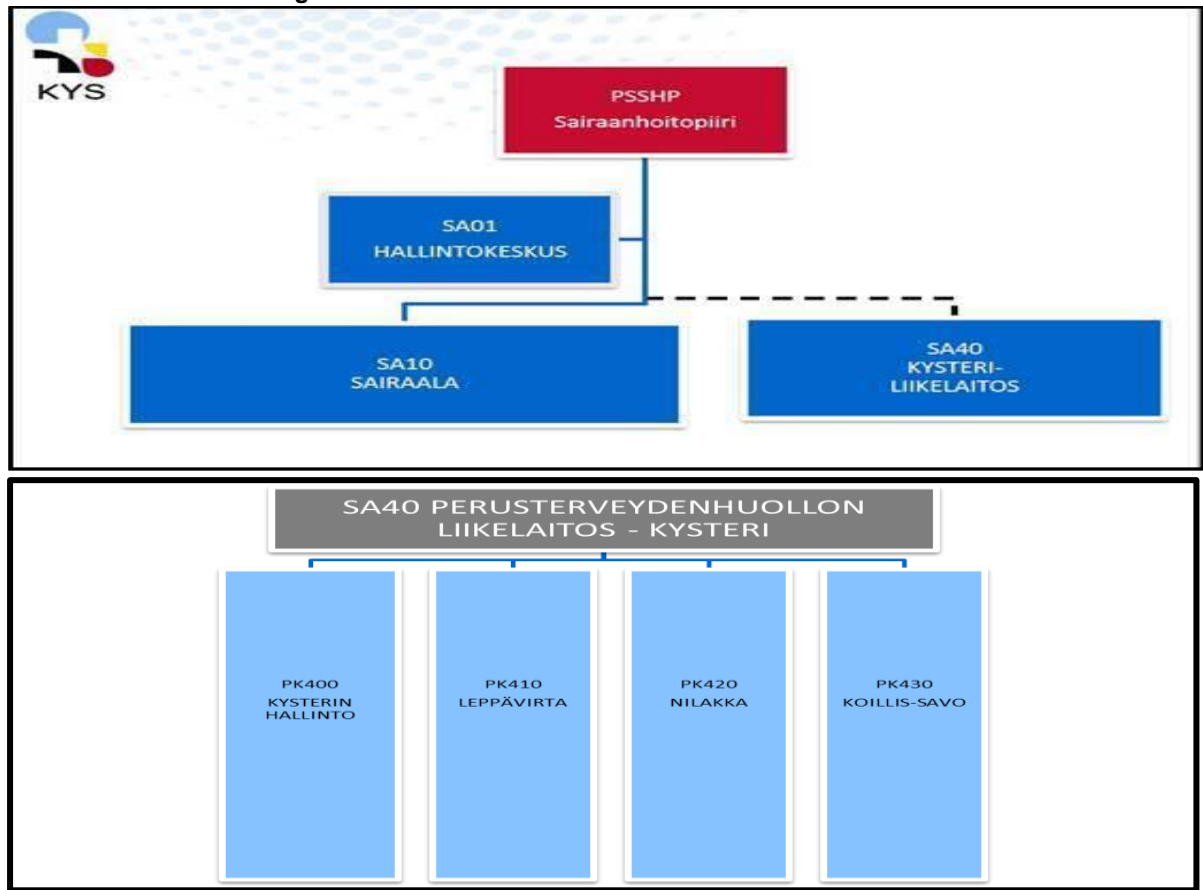 KYS
PSSHP
Sairaanhoitopiiri
SA01
HALLINTOKESKUS
SA10
SAIRAALA
SA40
KYSTERI-
LIIKELAITOS
SA40 PERUSTERVEYDENHUOLLON
LIIKELAITOS - KYSTERI
PK400
KYSTERIN
HALLINTO
PK410
LEPPÄVIRTA
PK420
NILAKKA
PK430
KOILLIS-SAVO